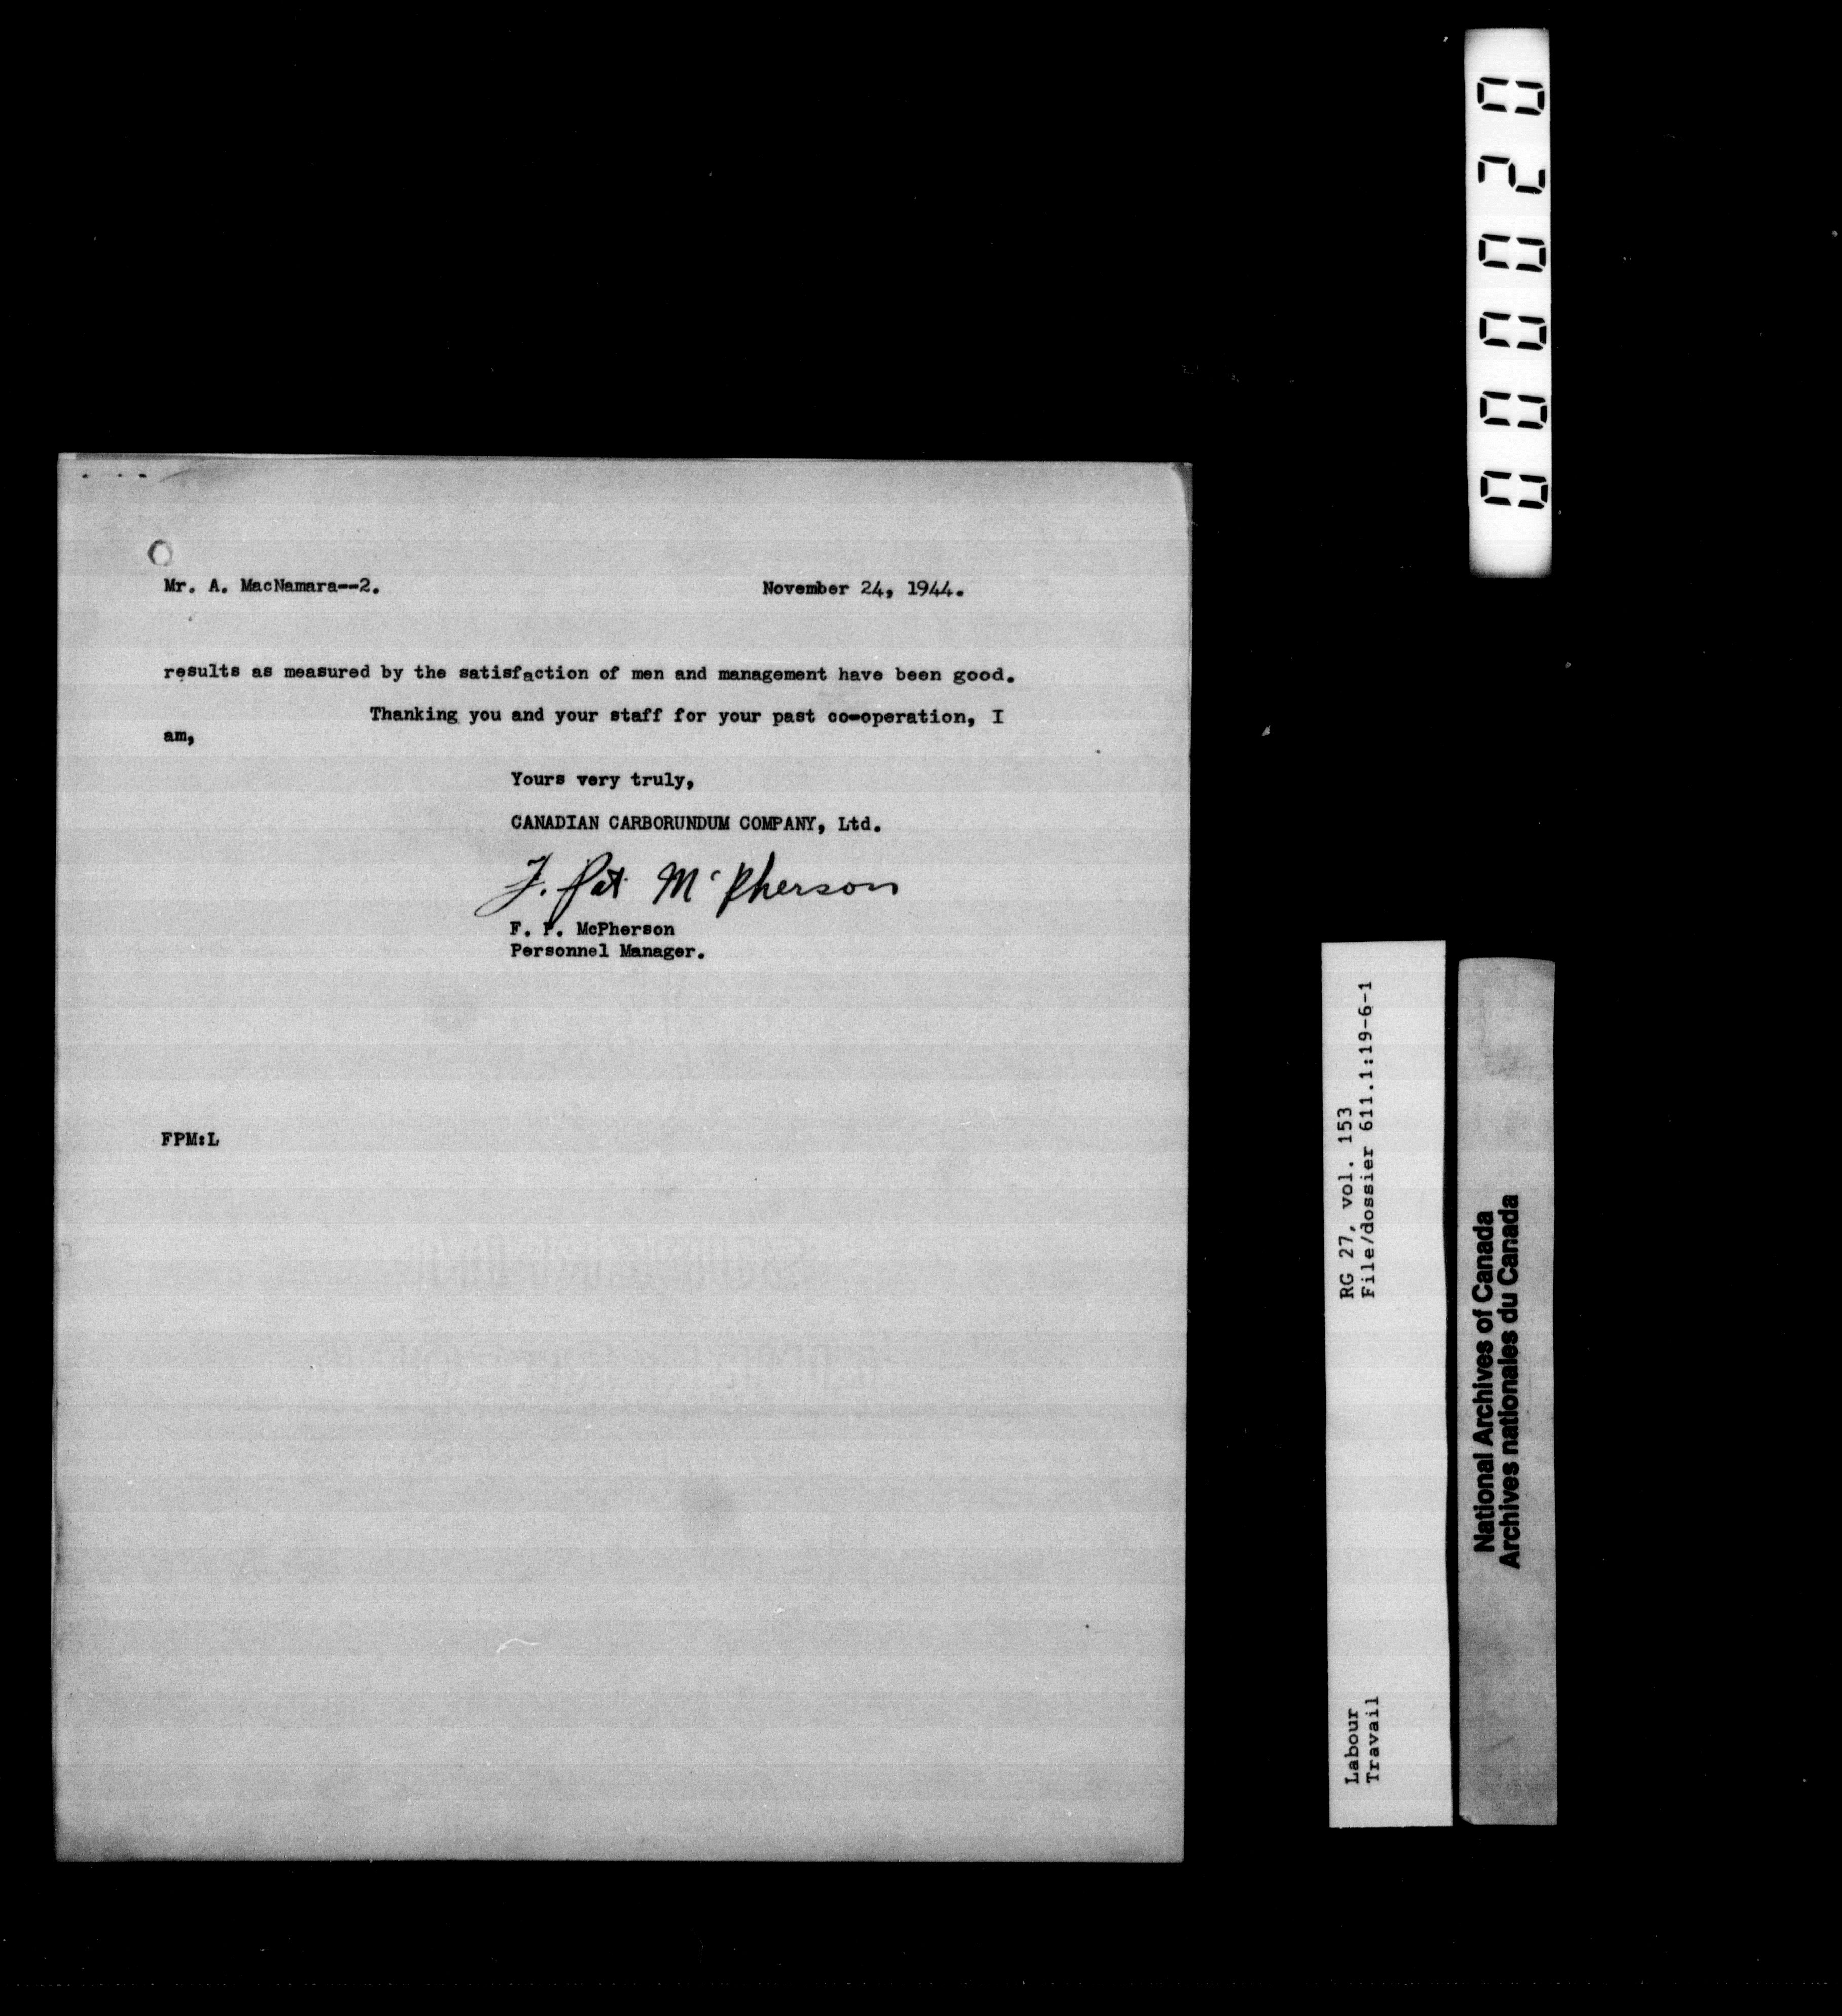 Mr. A. MacNamara--2. November 24, 1944.
results as measured by the satisfaction of men and management have been good.
Thanking you and your staff for your past co-operation, I
am,
Yours very truly,
CANADIAN CARBORUNDUM COMPANY, Ltd.
F. Pat McPherson
F. P. McPherson
Personnel Manager.
FPM:L
000020
RG 27, vol. 153
File/dossier 611.1:19-6-1
Labour
Travail
National Archives of Canada
Archives nationales du Canada